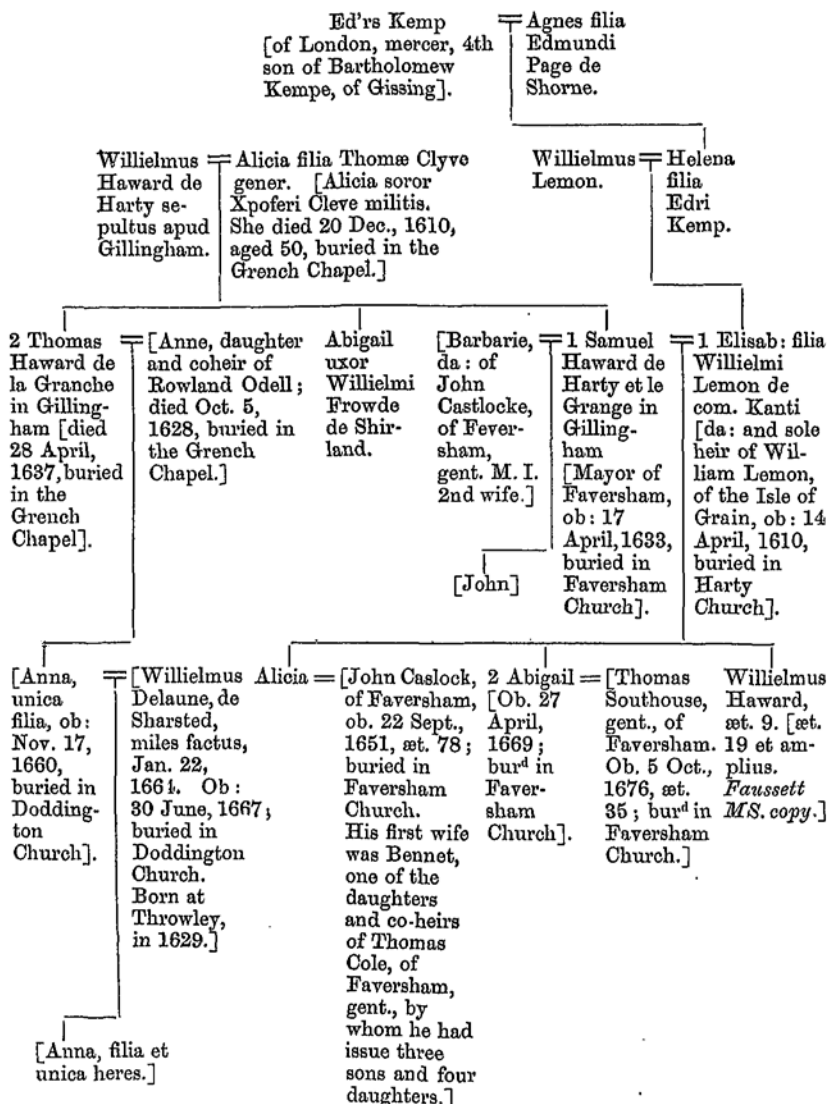 Ed'rs Kemp
[of London, mercer, 4th
son of Bartholomew
Kempe, of Gissing].
Agnes filia
Edmundi
Page de
Shorne.
Willielmus
Haward de
Harty se-
pultus apud
Gillingham.
Alicia filia Thomæ Clyve
gener. [Alicia soror
Xpoferi Cleve militis.
She died 20 Dec., 1610,
aged 50, buried in the
Grench Chapel.]
Willielmus
Lemon.
Helena
filia
Edri
Kemp.
2 Thomas
Haward de
la Granche
in Gilling-
ham [died
28 April,
1637, buried
in the
Grench
Chapel].
[Anne, daughter
and coheir of
Rowland Odell;
died Oct. 5,
1628, buried in
the Grench
Chapel.]
Abigail
uxor
Willielmi
Frowde
de Shir-
land.
[Barbarie,
da: of
John
Castlocke,
of Fever-
sham,
gent. M. I.
2nd wife.]
1 Samuel
Haward de
Harty et le
Grange in
Gilling-
ham
[Mayor of
Faversham,
ob: 17
April, 1633,
buried in
Faversham
Church].
1 Elisab: filia
Willielmi
Lemon de
com. Kanti
[da: and sole
heir of Wil-
liam Lemon,
of the Isle of
Grain, ob: 14
April, 1610,
buried in
Harty
Church].
[John]
[Anna,
unica
filia, ob:
Nov. 17,
1660,
buried in
Dodding-
ton
Church].
[Willielmus
Delaune, de
Sharsted,
miles factus,
Jan. 22,
Ob:
30 June, 1667;
buried in
Doddington
Church.
Born at
Throwley,
in 1629.]
Alicia =
[John Caslock,
of Faversham,
ob. 22 Sept.,
1651, æt. 78;
buried in
Faversham
Church.
His first wife
was Bennet,
one of the
daughters
and co-heirs
of Thomas
Cole, of
Faversham,
gent., by
whom he had
issue three
sons and four
daughters.]
2 Abigail =
[Ob. 27
April,
1669;
burd in
Faver-
sham
Church].
[Thomas
Southouse,
gent., of
Faversham.
Ob. 5 Oct.,
1676, æt.
35; burd in
Faversham
Church.]
Willielmus
Haward,
æt. 9. [æt.
19 et am-
plius.
Faussett
MS. copy.]
[Anna, filia et
unica heres.]